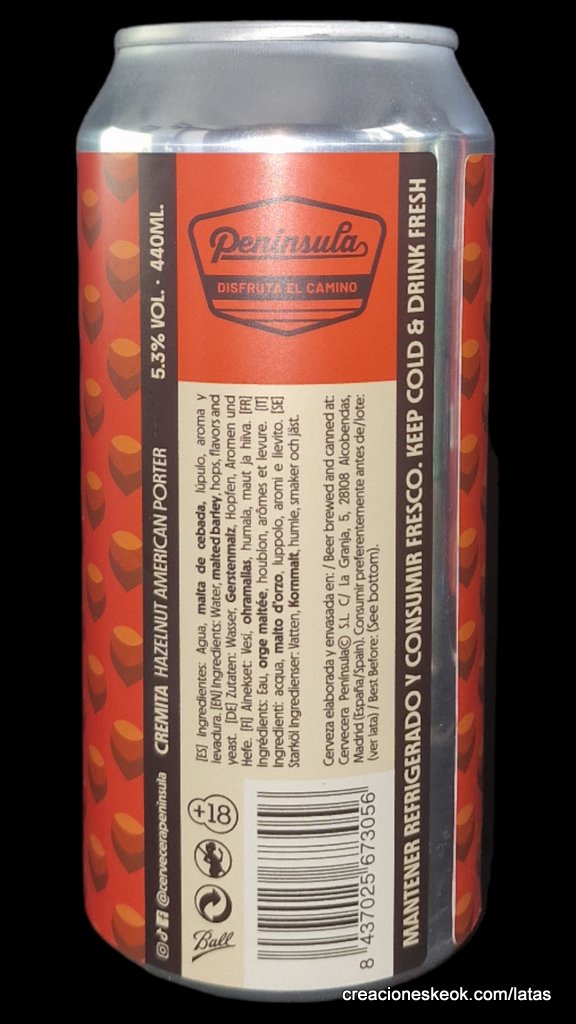 Península
DISFRUTA EL CAMINO
@cervecerapeninsula CREMITA HAZELNUT AMERICAN PORTER 5.3% VOL. · 440ML.
[ES] Ingredientes: Agua, malta de cebada, lúpulo, aroma y
levadura. [EN] Ingredients: Water, malted barley, hops, flavors and
yeast. [DE] Zutaten: Wasser, Gerstenmalz, Hopfen, Aromen und
Hefe. [FI] Ainekset: Vesi, ohramallas, humala, maut ja hiiva. [FR]
Ingrédients: Eau, orge maltée, houblon, arômes et levure. [IT]
Ingredienti: acqua, malto d'orzo, luppolo, aromi e lievito. [SE]
Starköl Ingredienser: Vatten, Kornmalt, humle, smaker och jäst.
Cerveza elaborada y envasada en: / Beer brewed and canned at:
Cervecera Península© S.L. C/ La Granja, 5, 28108 Alcobendas,
Madrid (España/Spain). Consumir preferentemente antes de/lote:
(ver lata) / Best Before: (See bottom).
Ball
+18
8 437025 673056
MANTENER REFRIGERADO Y CONSUMIR FRESCO. KEEP COLD & DRINK FRESH
creacioneskeok.com/latas